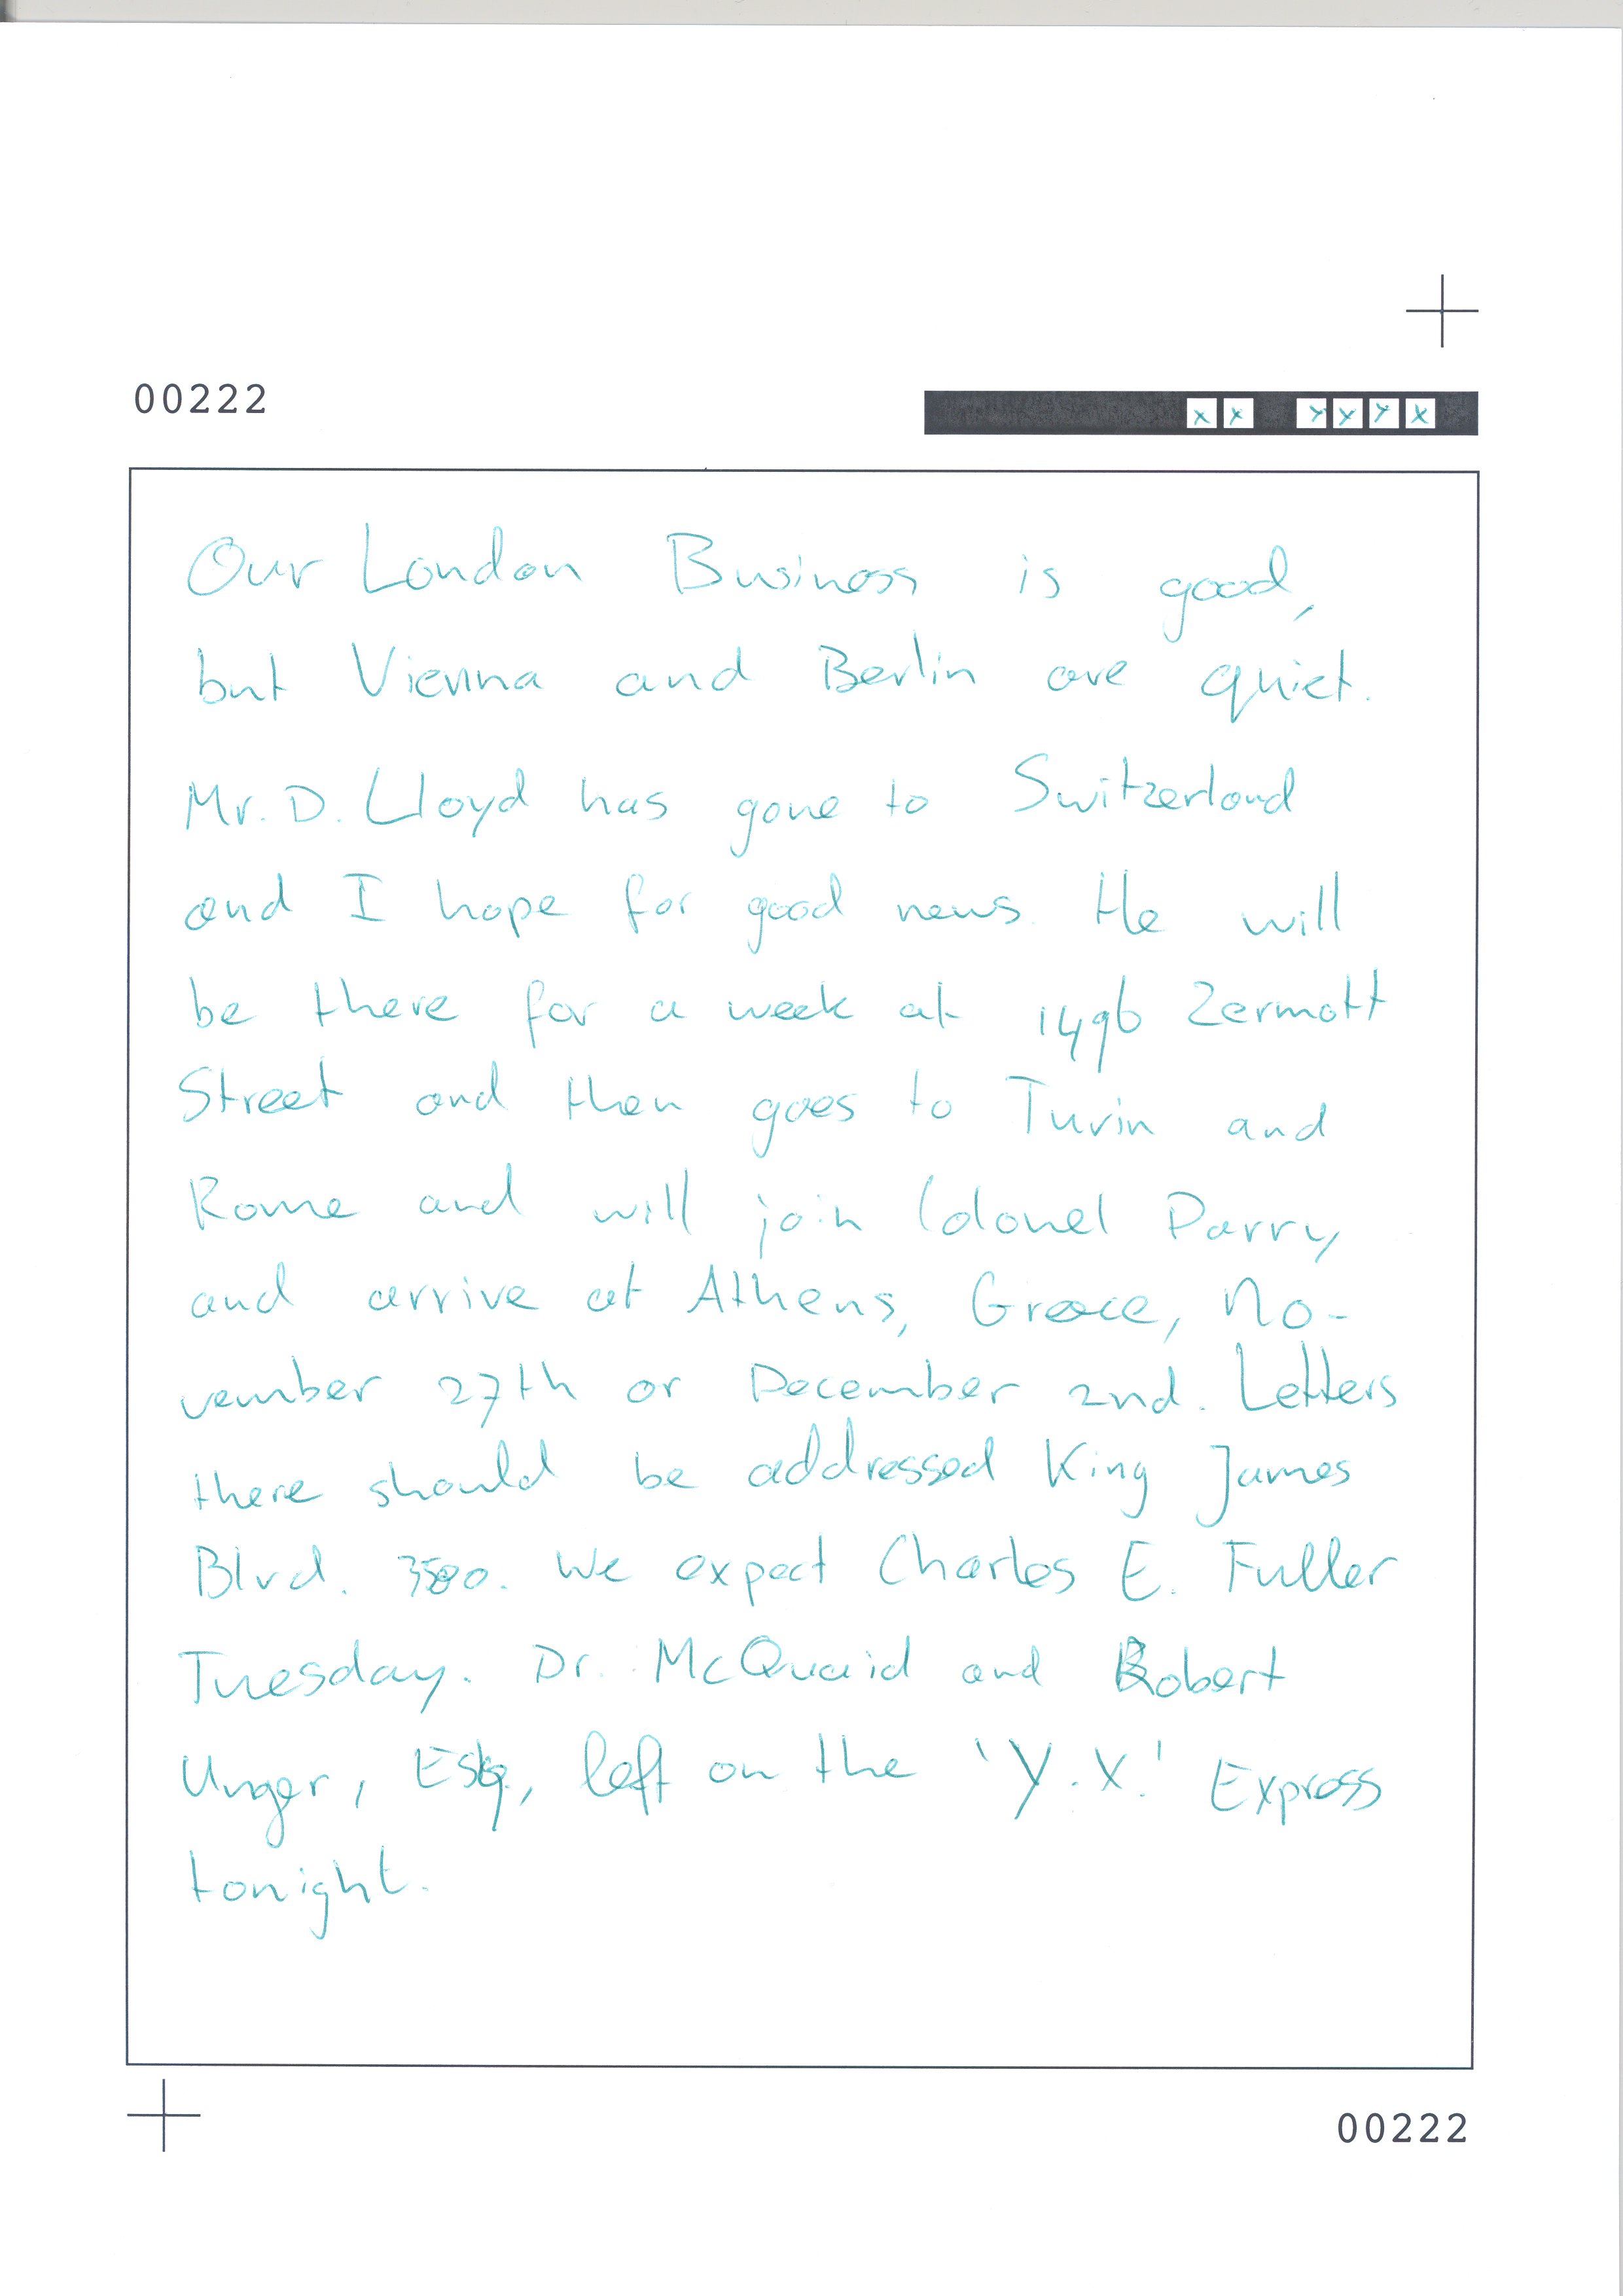 00222
x x y y y x
Our London Business is good,
but Vienna and Berlin are quiet.
Mr. D. Lloyd has gone to Switzerland
and I hope for good news. He will
be there for a week at 1496 Zermott
Street and then goes to Turin and
Rome and will join Colonel Parry
and arrive at Athens, Greece, No-
vember 27th or December 2nd. Letters
there should be addressed King James
Blvd. 3580. We expect Charles E. Fuller
Tuesday. Dr. McQuaid and Robert
Unger, Esq., left on the 'Y.X.' Express
tonight.
00222